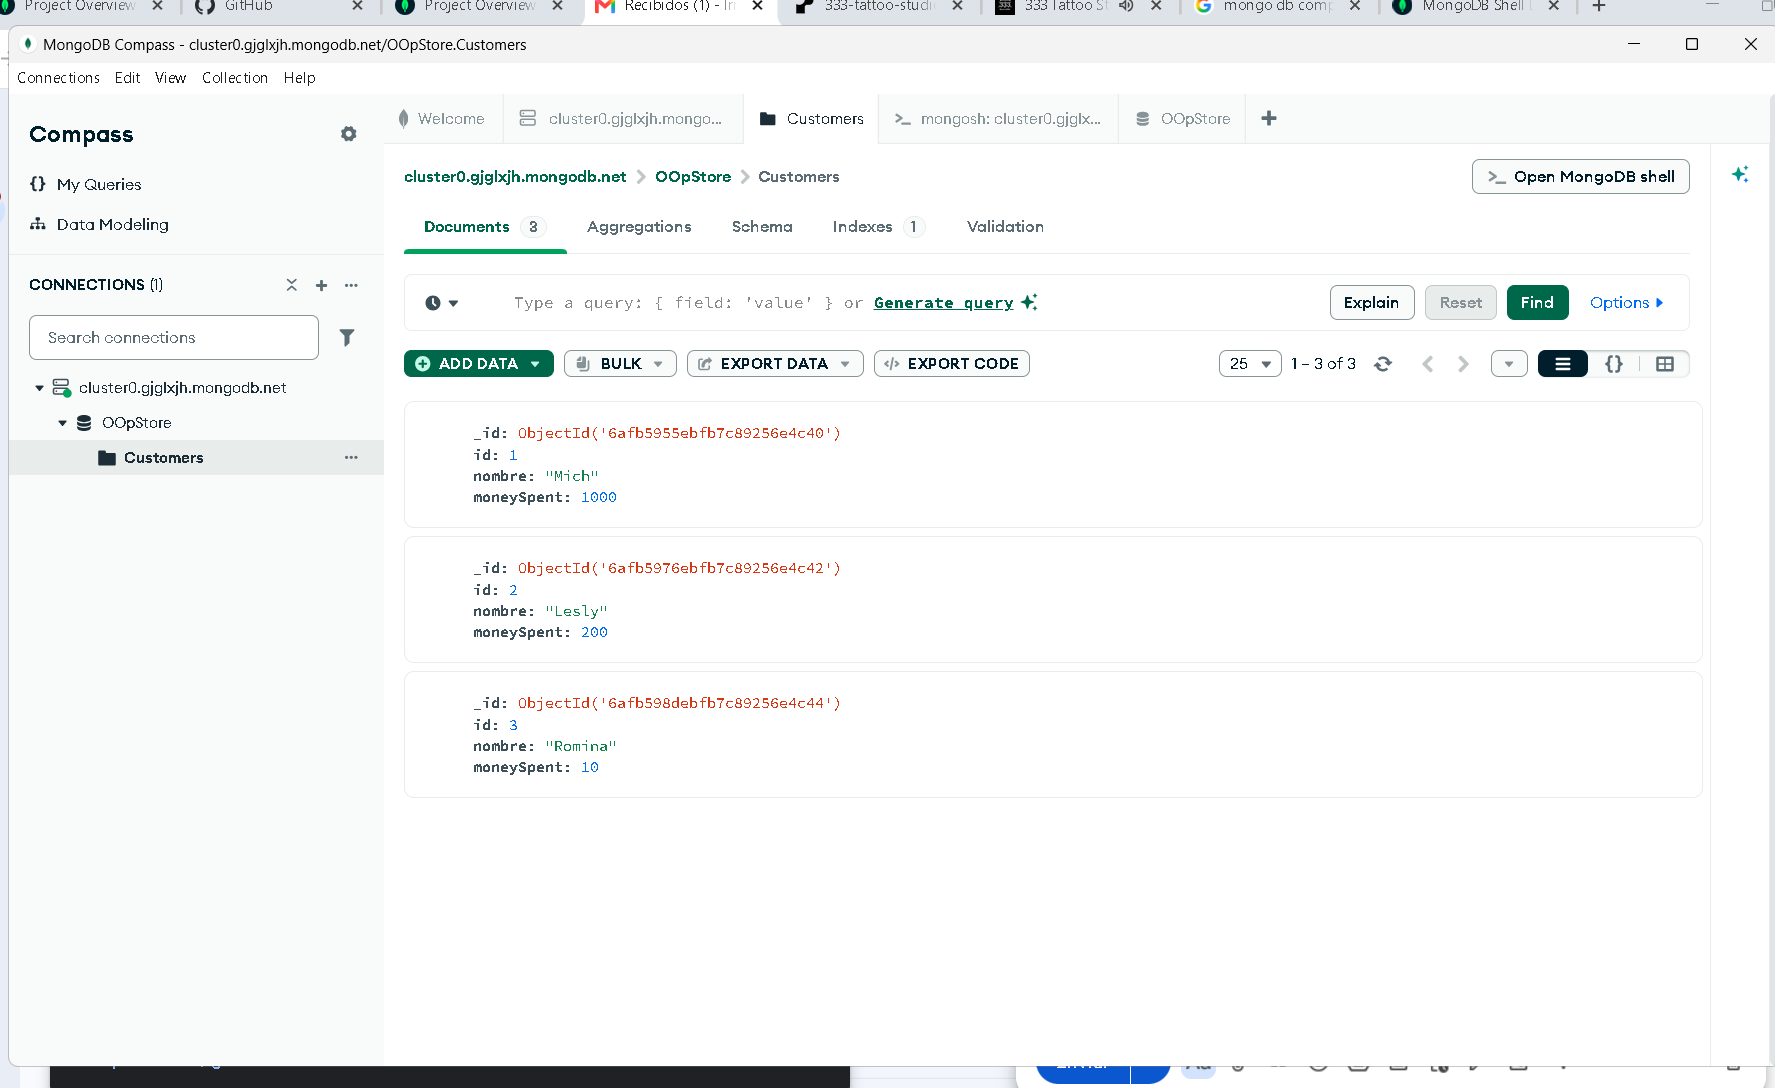 Project Overview
GitHub
Project Overview
Recibidos (1) - In
333-tattoo-studi
333 Tattoo St
mongo db comp
MongoDB Shell
MongoDB Compass - cluster0.gjglxjh.mongodb.net/OOpStore.Customers
Connections Edit View Collection Help
Compass
My Queries
Data Modeling
CONNECTIONS (1)
Search connections
cluster0.gjglxjh.mongodb.net
OOpStore
Customers
Welcome
cluster0.gjglxjh.mongo...
Customers
mongosh: cluster0.gjglx...
OOpStore
cluster0.gjglxjh.mongodb.net > OOpStore > Customers
>_ Open MongoDB shell
Documents 3 Aggregations Schema Indexes 1 Validation
Type a query: { field: 'value' } or Generate query
Explain Reset Find Options
ADD DATA BULK EXPORT DATA EXPORT CODE
25 1 – 3 of 3
_id: ObjectId('6afb5955ebfb7c89256e4c40')
id: 1
nombre: "Mich"
moneySpent: 1000
_id: ObjectId('6afb5976ebfb7c89256e4c42')
id: 2
nombre: "Lesly"
moneySpent: 200
_id: ObjectId('6afb598debfb7c89256e4c44')
id: 3
nombre: "Romina"
moneySpent: 10